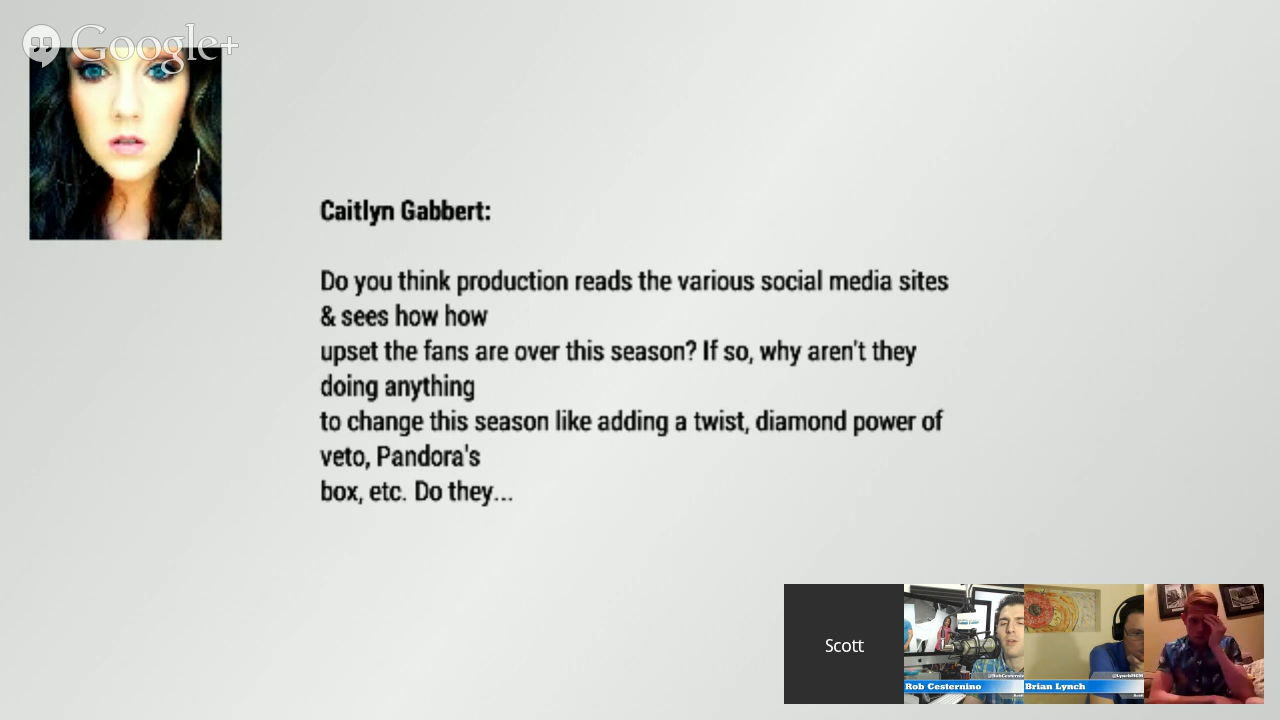 Google+
Caitlyn Gabbert:
Do you think production reads the various social media sites
& sees how how
upset the fans are over this season? If so, why aren't they
doing anything
to change this season like adding a twist, diamond power of
veto, Pandora's
box, etc. Do they...
Scott
Rob Cesternino
Brian Lynch